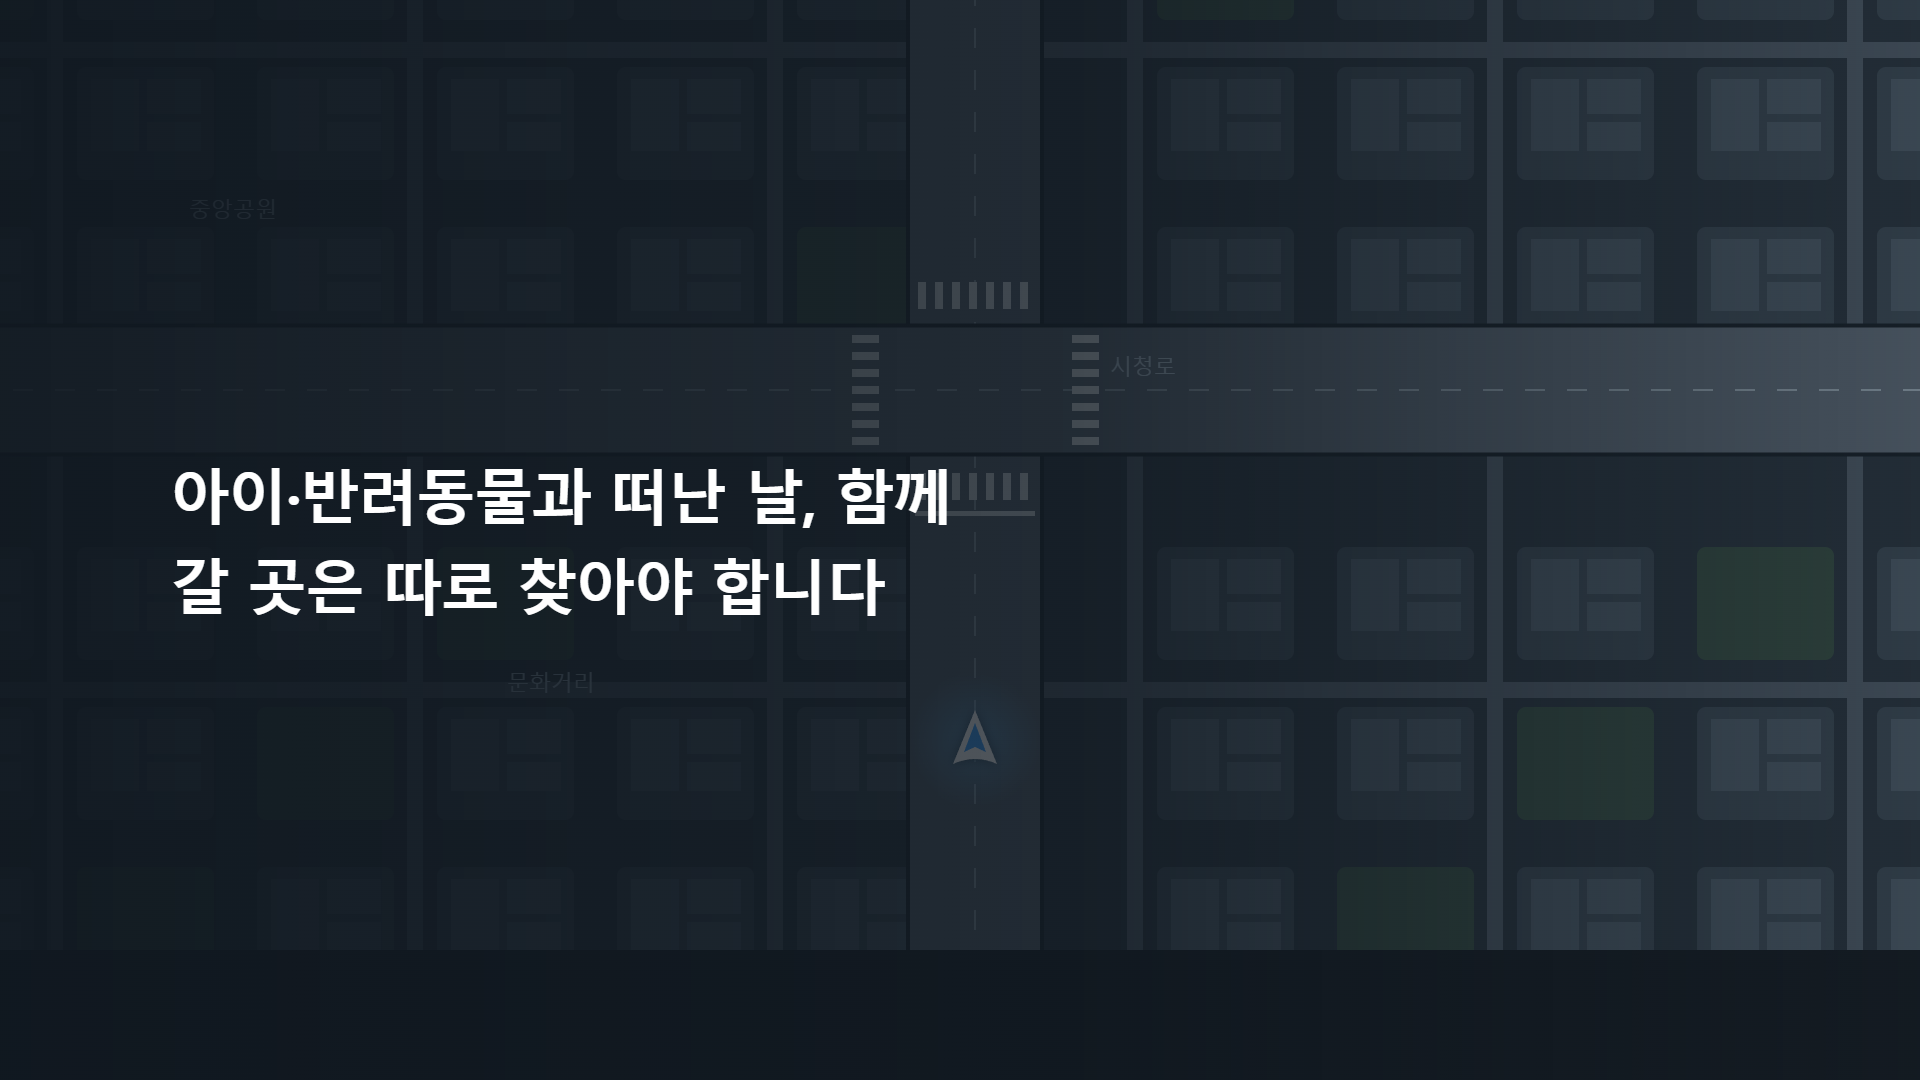 중앙공원
시청로
아이·반려동물과 떠난 날, 함께
갈 곳은 따로 찾아야 합니다
문화거리